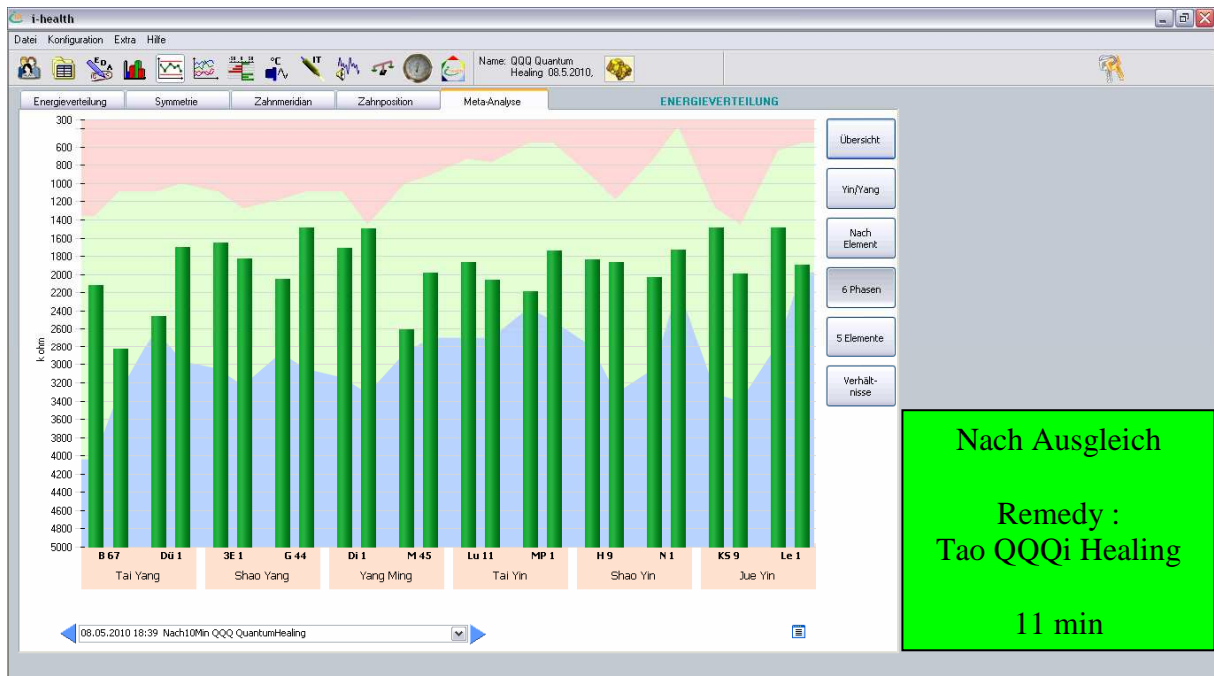 i-health
Datei Konfiguration Extra Hilfe
EDA
°C
IT
Name: QQQ Quantum
Healing 08.5.2010,
Energieverteilung Symmetrie Zahnmeridian Zahnposition Meta-Analyse ENERGIEVERTEILUNG
300
600
800
1000
1200
1400
1600
1800
2000
2200
2400
2600
2800
3000
3200
3400
3600
3800
4000
4200
4400
4600
4800
5000
k ohm
B 67 Dü 1 3E 1 G 44 Di 1 M 45 Lu 11 MP 1 H 9 N 1 KS 9 Le 1
Tai Yang Shao Yang Yang Ming Tai Yin Shao Yin Jue Yin
Übersicht
Yin/Yang
Nach
Element
6 Phasen
5 Elemente
Verhält-
nisse
08.05.2010 18:39 Nach10Min QQQ QuantumHealing
Nach Ausgleich
Remedy :
Tao QQQi Healing
11 min